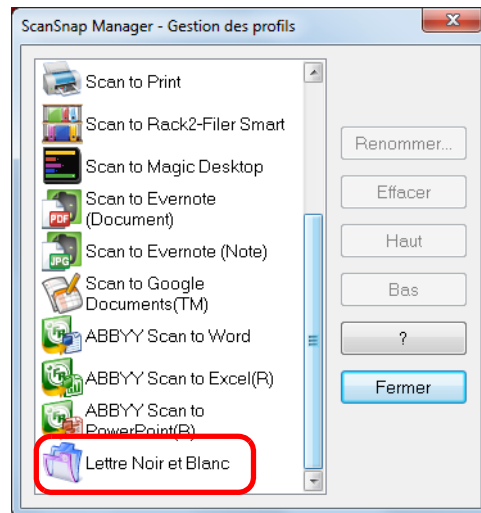 ScanSnap Manager - Gestion des profils
Scan to Print
Scan to Rack2-Filer Smart
Scan to Magic Desktop
Scan to Evernote
(Document)
PDF
Scan to Evernote (Note)
JPG
Scan to Google
Documents(TM)
ABBYY Scan to Word
ABBYY Scan to Excel(R)
ABBYY Scan to
PowerPoint(R)
Lettre Noir et Blanc
Renommer...
Effacer
Haut
Bas
?
Fermer